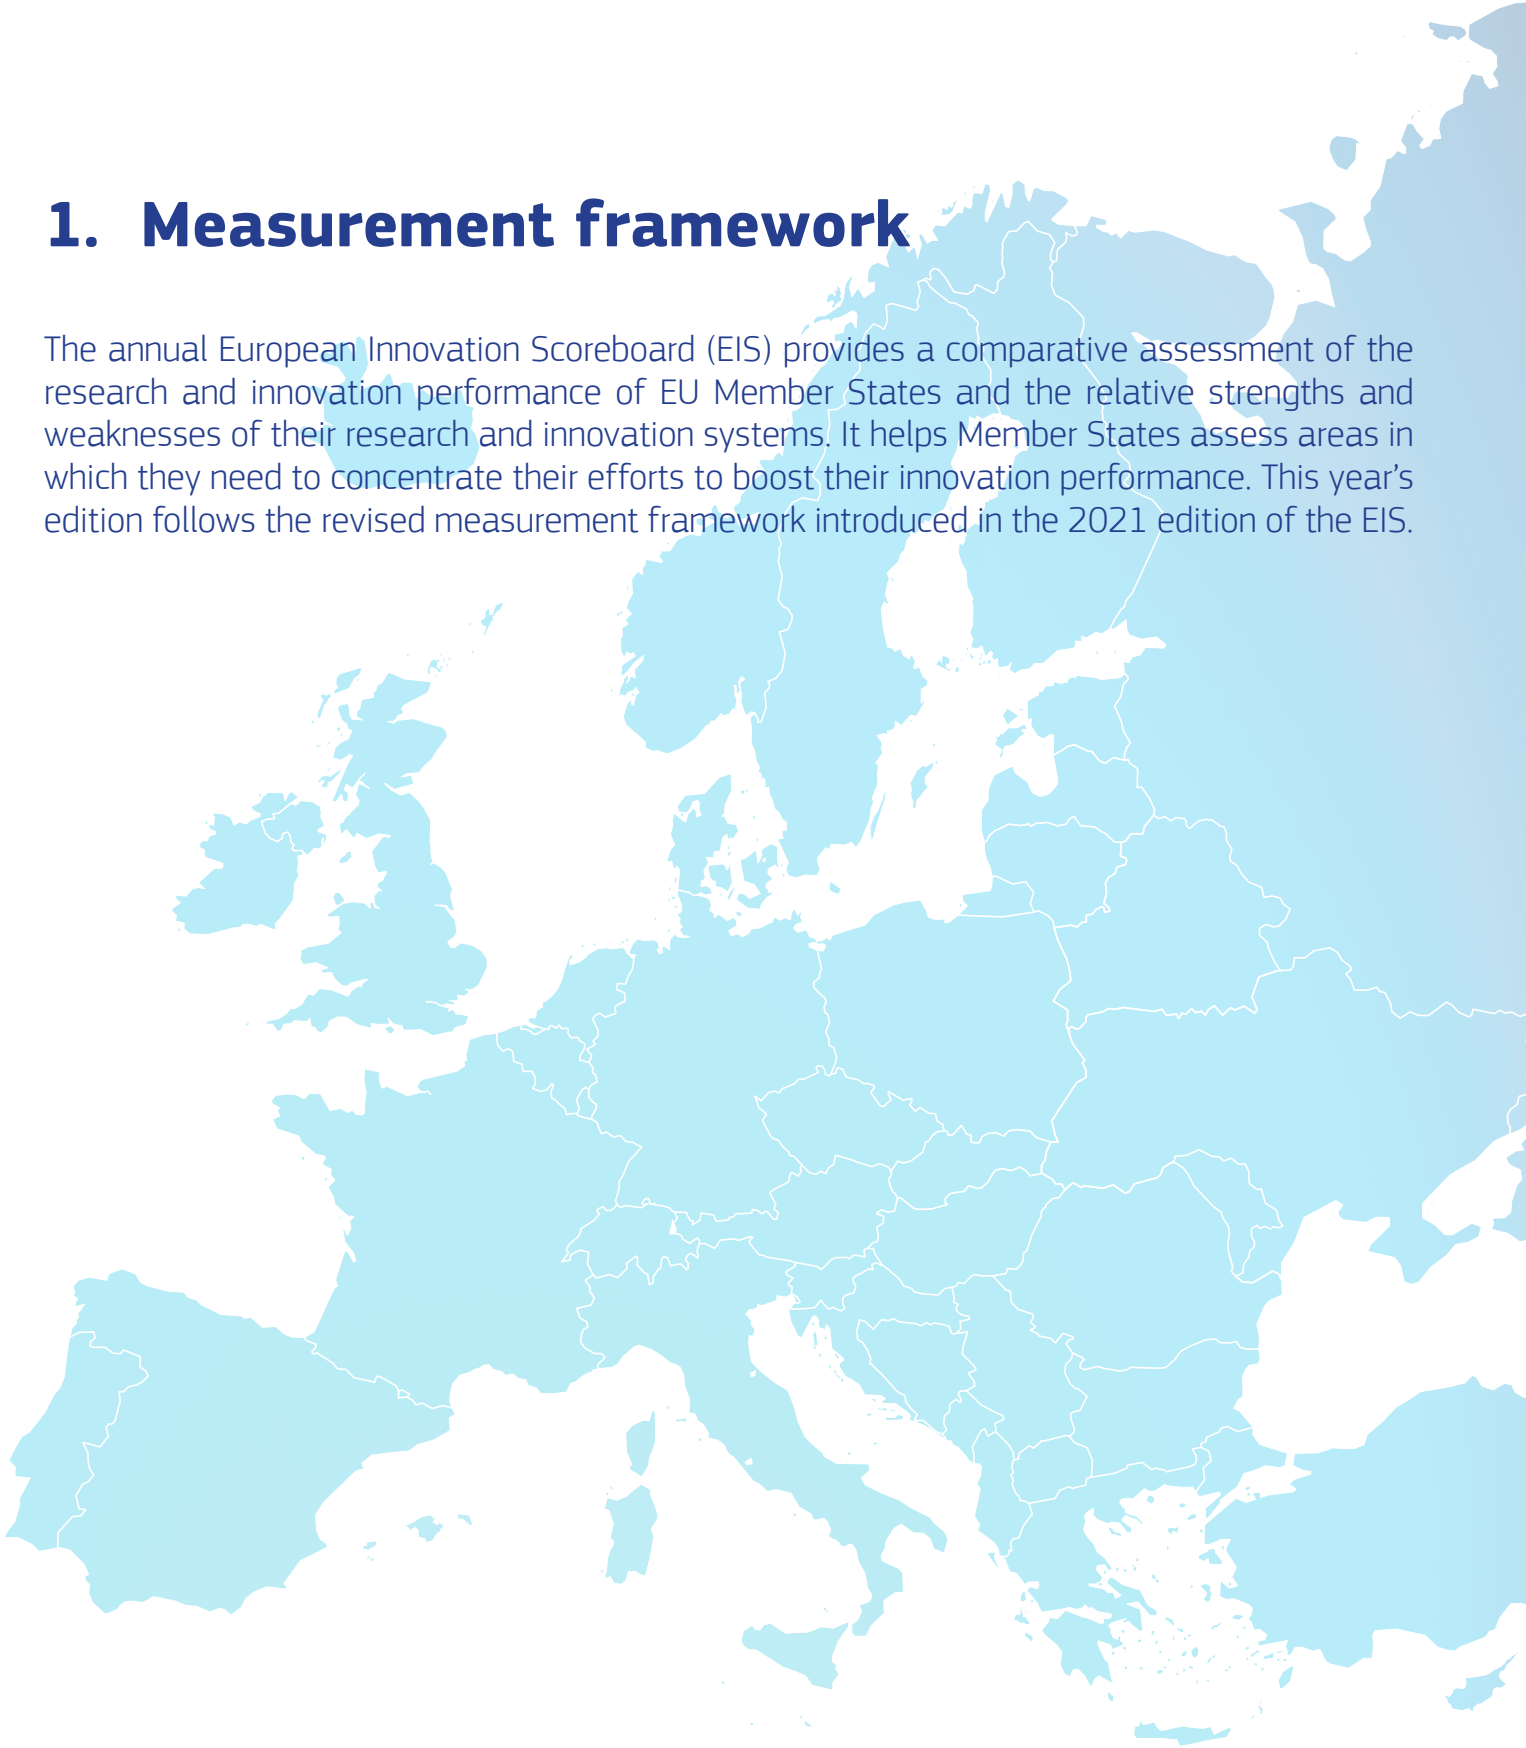 1. Measurement framework
The annual European Innovation Scoreboard (EIS) provides a comparative assessment of the
research and innovation performance of EU Member States and the relative strengths and
weaknesses of their research and innovation systems. It helps Member States assess areas in
which they need to concentrate their efforts to boost their innovation performance. This year’s
edition follows the revised measurement framework introduced in the 2021 edition of the EIS.